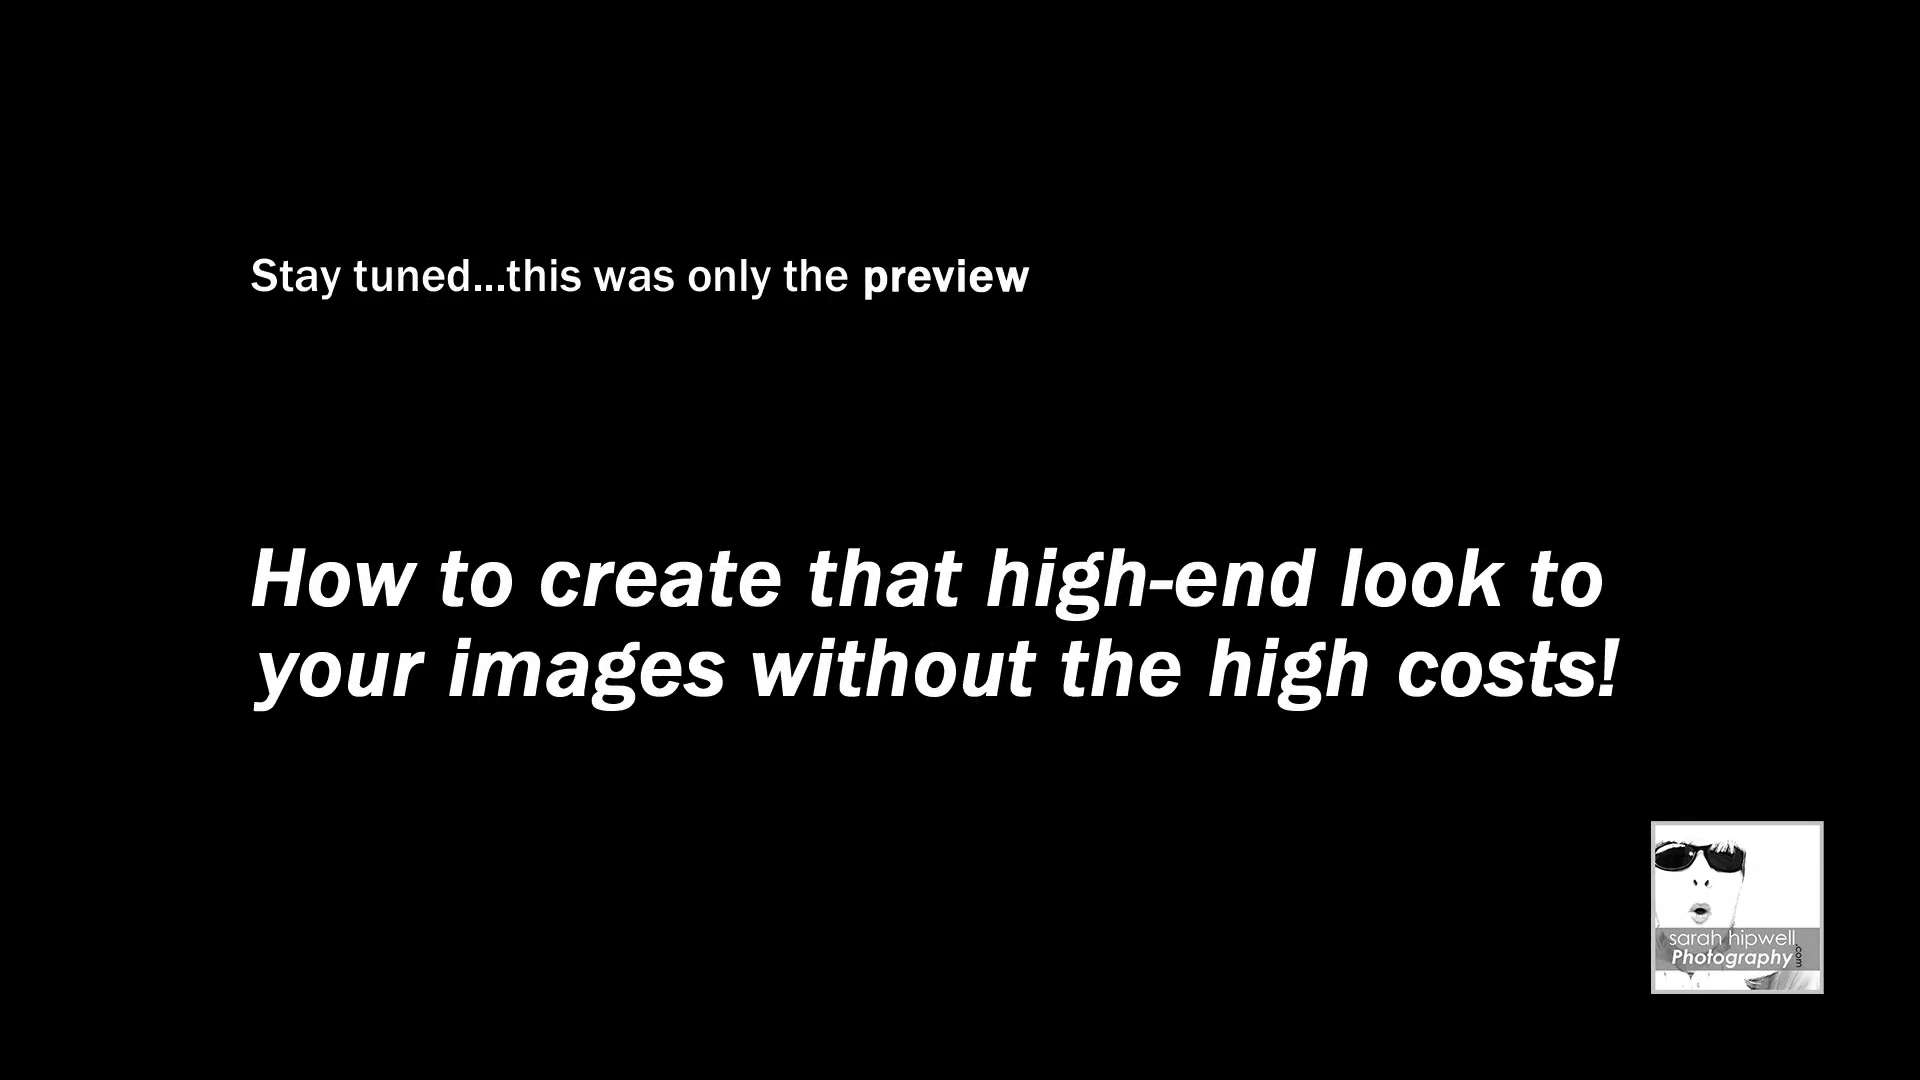 Stay tuned...this was only the preview
How to create that high-end look to
your images without the high costs!
sarah hipwell
Photography
.com